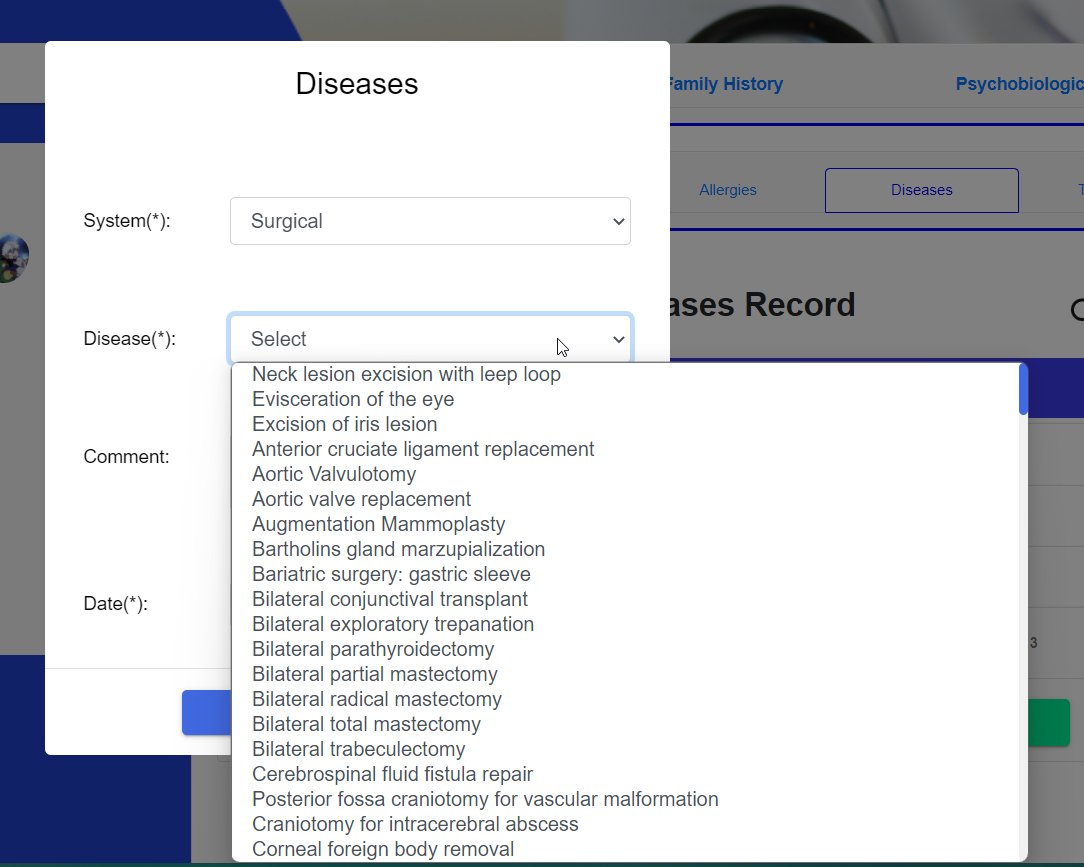 Diseases
Family History
Psychobiologic
Allergies
Diseases
System(*):
Surgical
ases Record
Disease(*):
Select
Neck lesion excision with leep loop
Evisceration of the eye
Excision of iris lesion
Anterior cruciate ligament replacement
Comment:
Aortic Valvulotomy
Aortic valve replacement
Augmentation Mammoplasty
Bartholins gland marzupialization
Bariatric surgery: gastric sleeve
Bilateral conjunctival transplant
Date(*):
Bilateral exploratory trepanation
Bilateral parathyroidectomy
3
Bilateral partial mastectomy
Bilateral radical mastectomy
Bilateral total mastectomy
Bilateral trabeculectomy
Cerebrospinal fluid fistula repair
Posterior fossa craniotomy for vascular malformation
Craniotomy for intracerebral abscess
Corneal foreign body removal